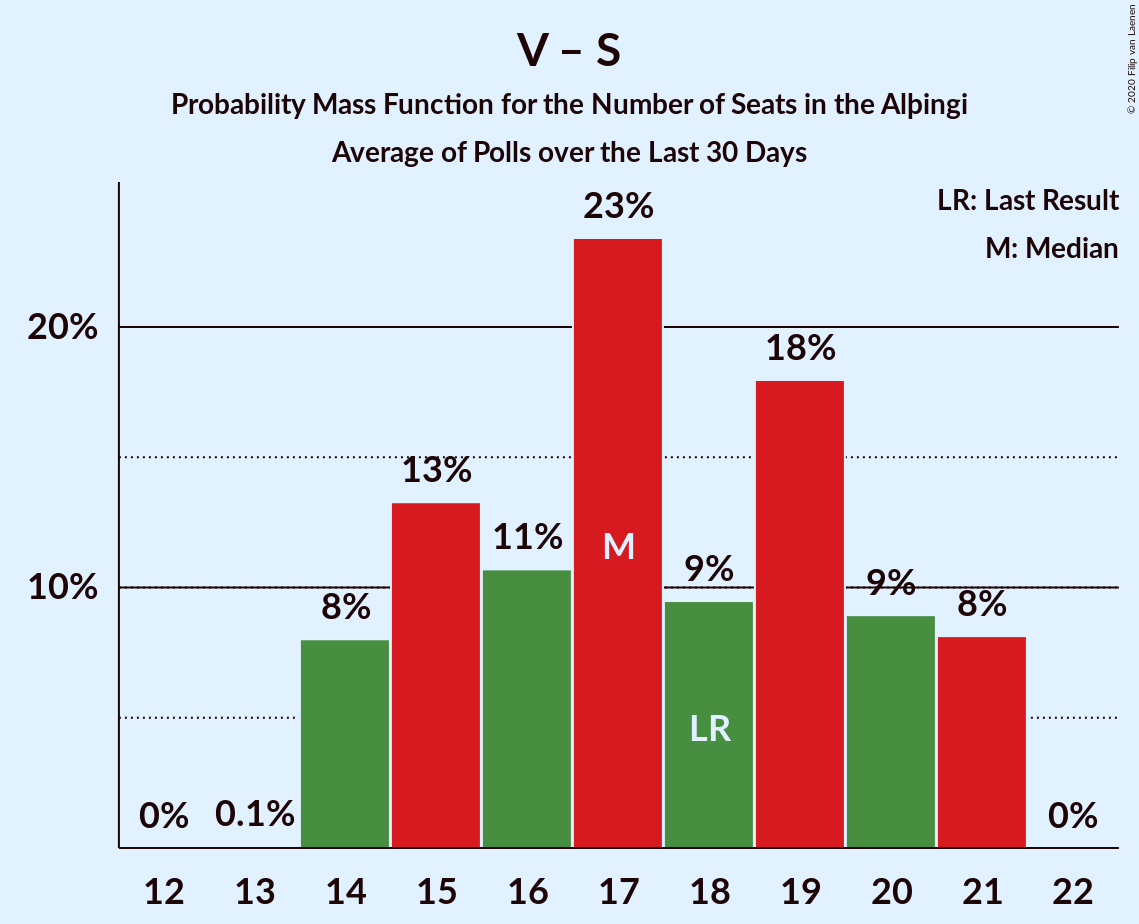 V – S
Probability Mass Function for the Number of Seats in the Alþingi
Average of Polls over the Last 30 Days
© 2020 Filip van Laenen
LR: Last Result
M: Median
20%
10%
0%
0.1%
8%
13%
11%
23%
9%
18%
9%
8%
0%
M
LR
12 13 14 15 16 17 18 19 20 21 22